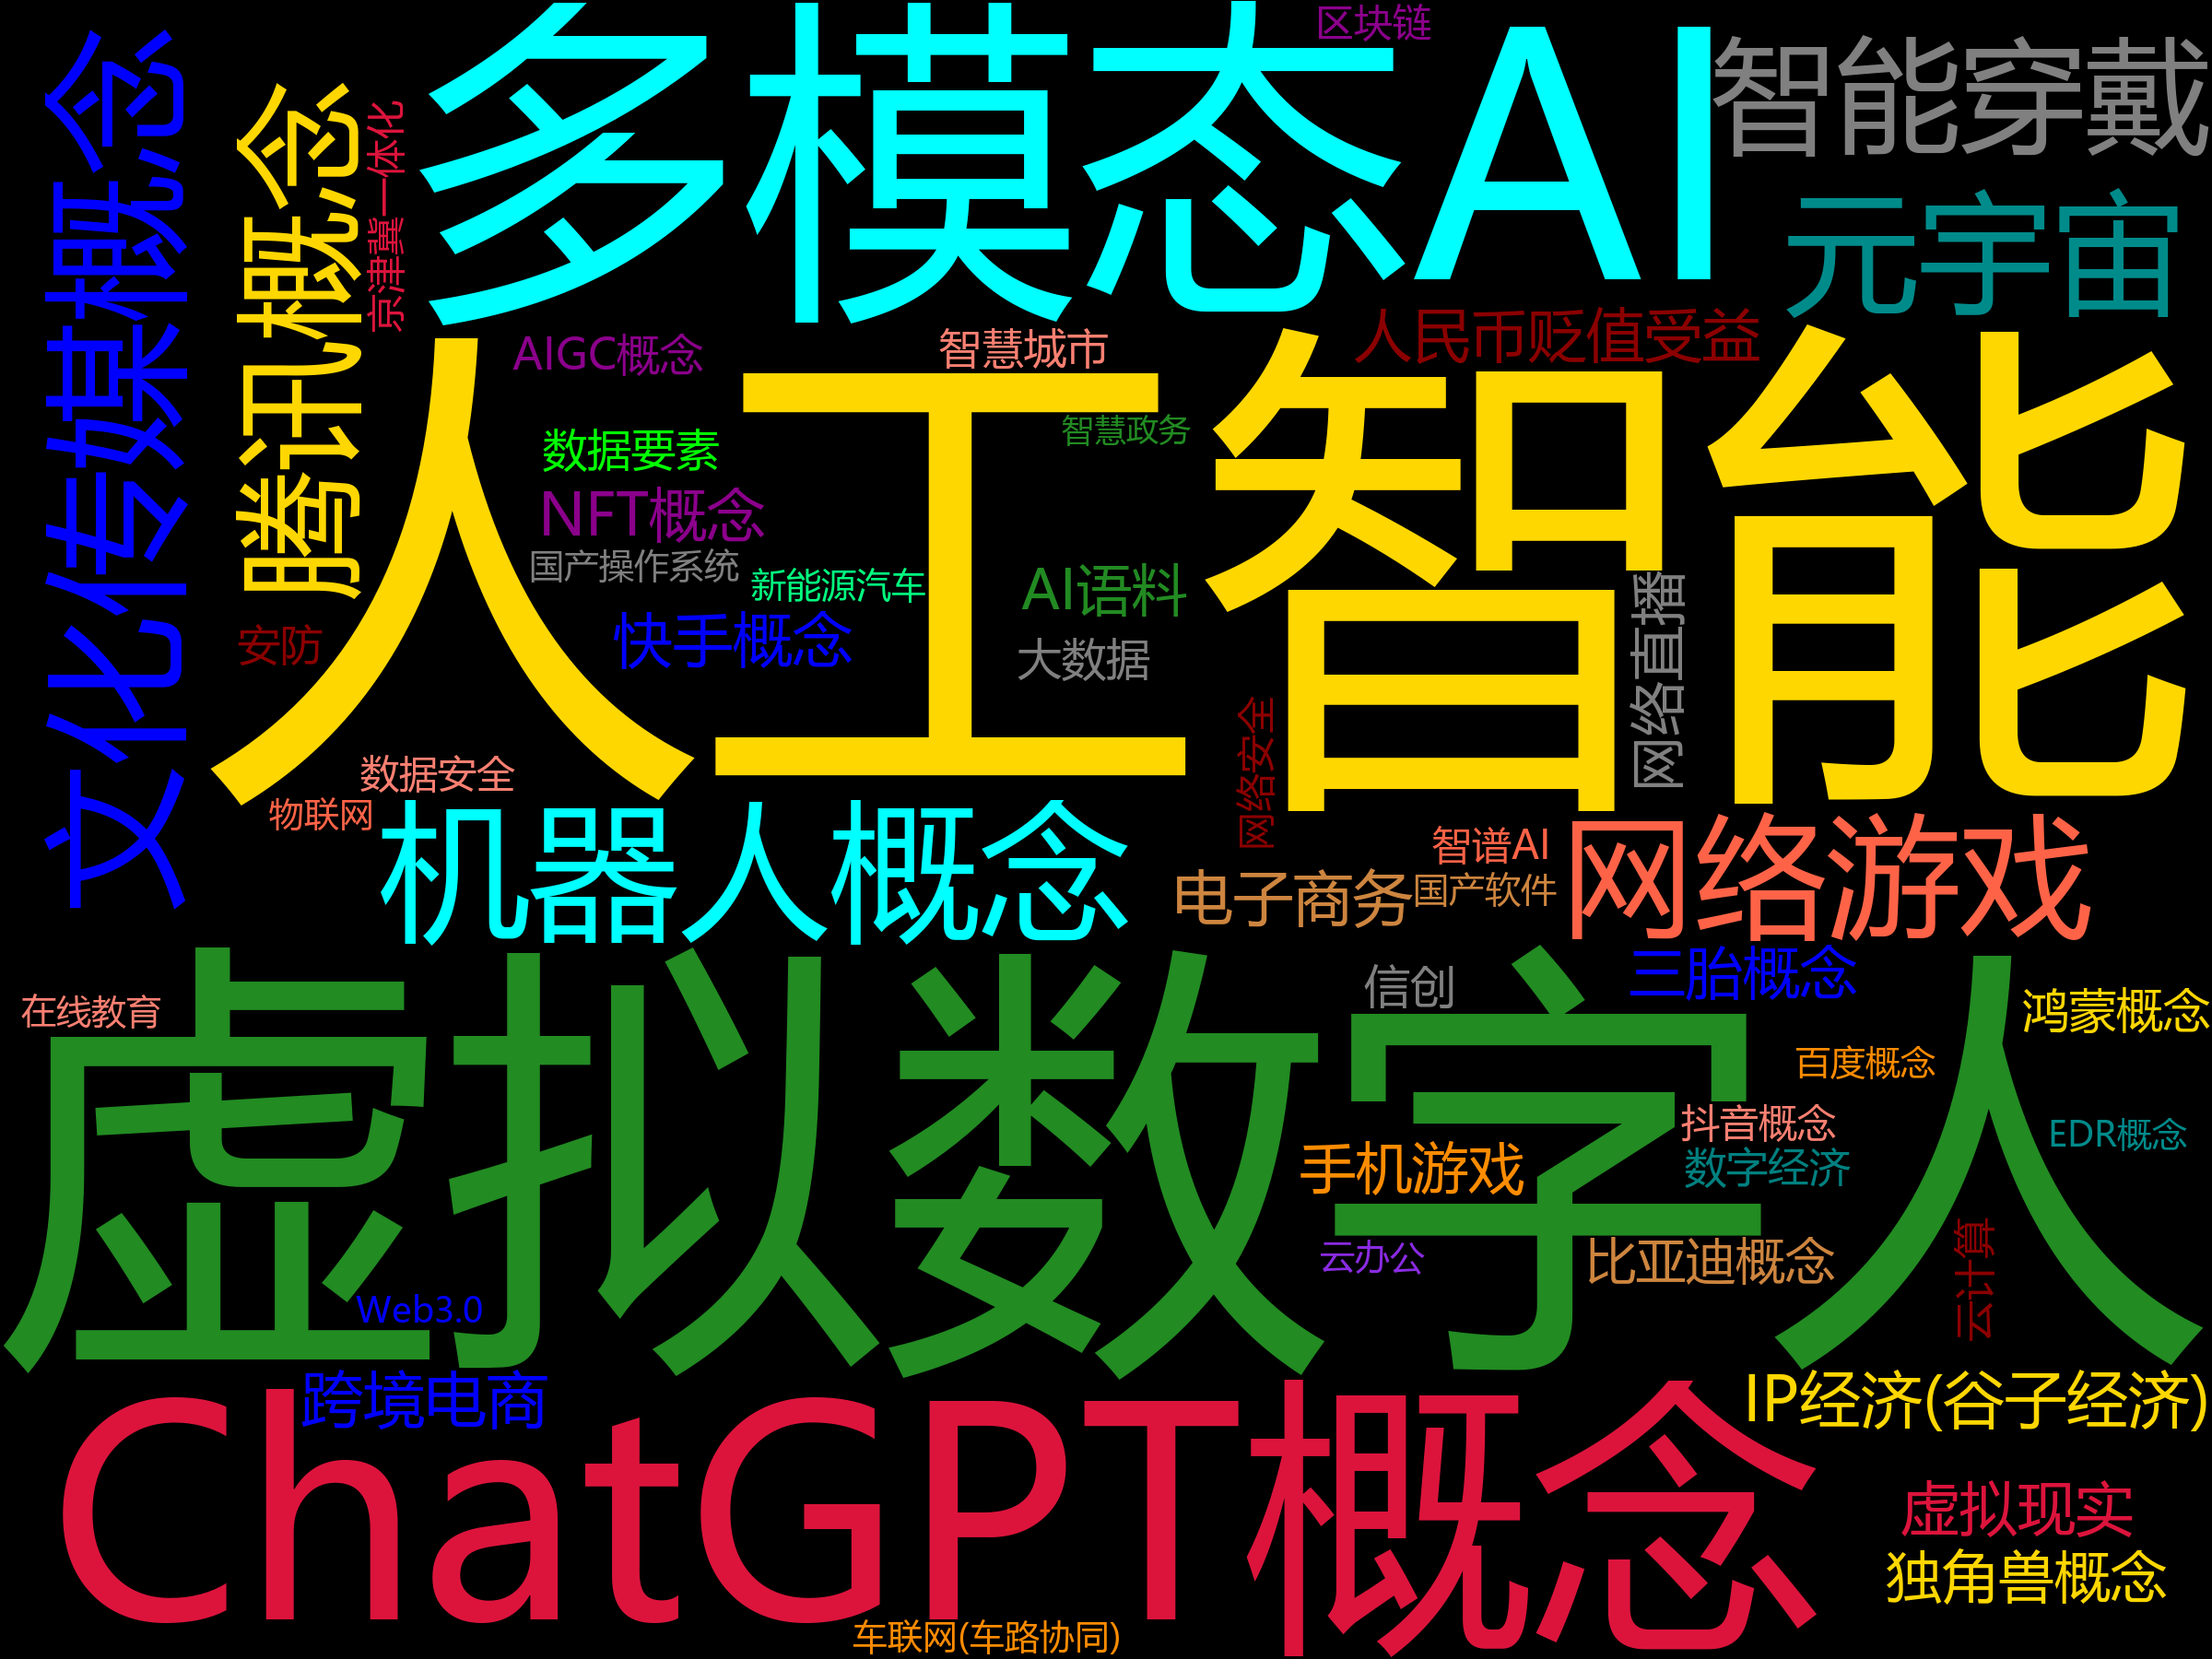 区块链
多模态AI
智能穿戴
文化传媒概念
腾讯概念
京津冀一体化
元宇宙
人民币贬值受益
AIGC概念
智慧城市
人工智能
智慧政务
数据要素
NFT概念
国产操作系统
新能源汽车
AI语料
网络直播
安防
快手概念
大数据
网络安全
数据安全
物联网
机器人概念
智谱AI
网络游戏
电子商务
国产软件
虚拟数字人
三胎概念
信创
在线教育
鸿蒙概念
百度概念
抖音概念
EDR概念
手机游戏
数字经济
云计算
云办公
比亚迪概念
Web3.0
跨境电商
IP经济(谷子经济)
ChatGPT概念
虚拟现实
独角兽概念
车联网(车路协同)